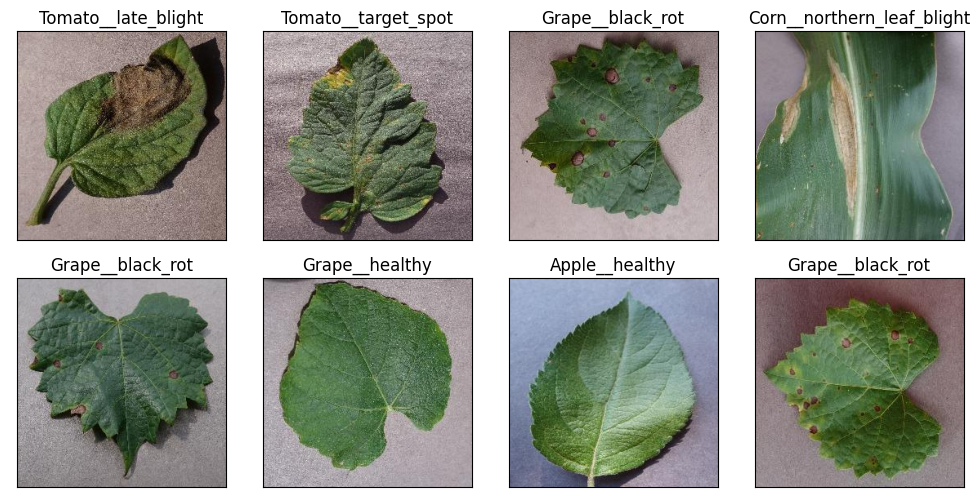 Tomato__late_blight
Tomato__target_spot
Grape__black_rot
Corn__northern_leaf_blight
Grape__black_rot
Grape__healthy
Apple__healthy
Grape__black_rot